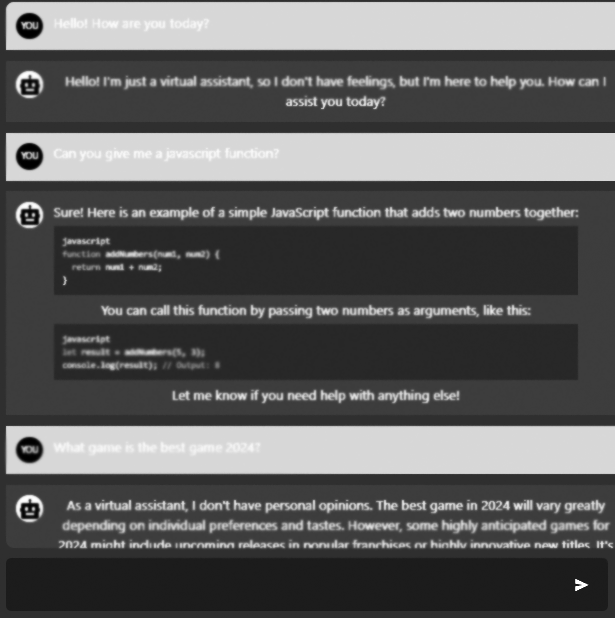 YOU Hello! How are you today?
Hello! I'm just a virtual assistant, so I don't have feelings, but I'm here to help you. How can I
assist you today?
YOU Can you give me a javascript function?
Sure! Here is an example of a simple JavaScript function that adds two numbers together:
javascript
function addNumbers(num1, num2) {
return num1 + num2;
}
You can call this function by passing two numbers as arguments, like this:
javascript
let result = addNumbers(5, 3);
console.log(result); // Output: 8
Let me know if you need help with anything else!
YOU What game is the best game 2024?
As a virtual assistant, I don't have personal opinions. The best game in 2024 will vary greatly
depending on individual preferences and tastes. However, some highly anticipated games for
2024 might include upcoming releases in popular franchises or highly innovative new titles. It's